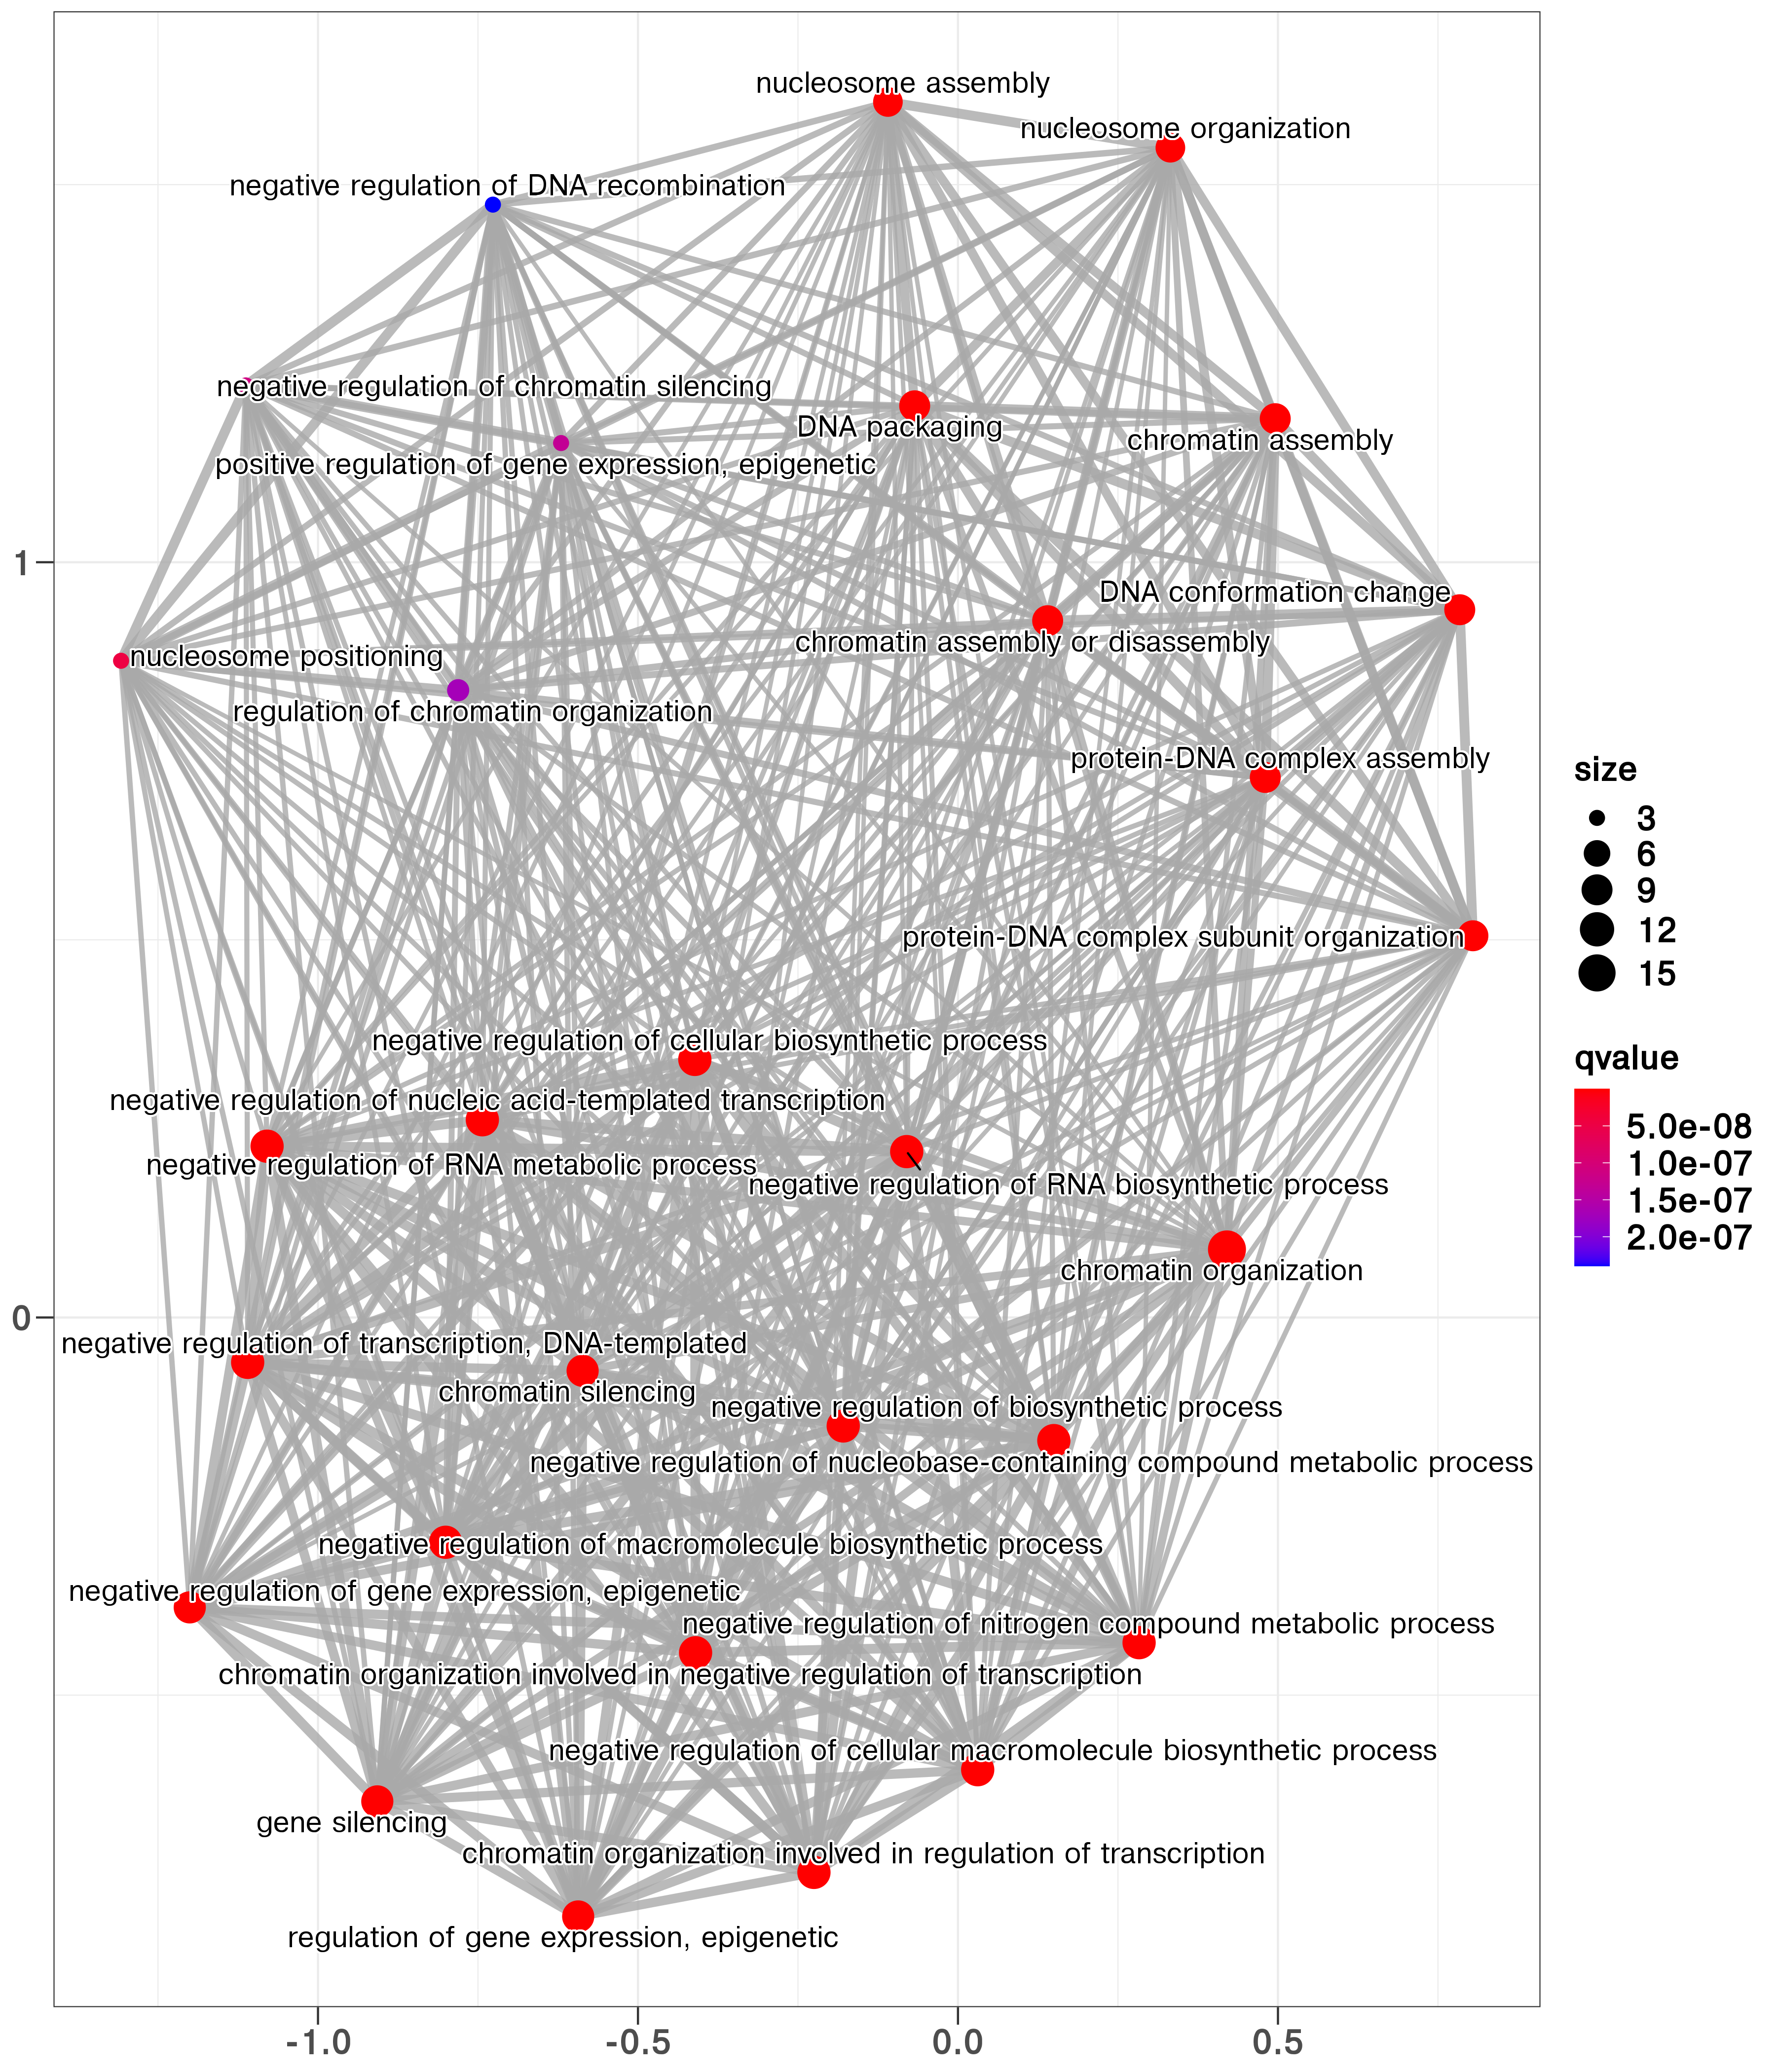 nucleosome assembly
nucleosome organization
negative regulation of DNA recombination
negative regulation of chromatin silencing
DNA packaging
chromatin assembly
positive regulation of gene expression, epigenetic
1
DNA conformation change
chromatin assembly or disassembly
nucleosome positioning
regulation of chromatin organization
protein-DNA complex assembly
protein-DNA complex subunit organization
negative regulation of cellular biosynthetic process
negative regulation of nucleic acid-templated transcription
negative regulation of RNA metabolic process
negative regulation of RNA biosynthetic process
chromatin organization
0
negative regulation of transcription, DNA-templated
chromatin silencing
negative regulation of biosynthetic process
negative regulation of nucleobase-containing compound metabolic process
negative regulation of macromolecule biosynthetic process
negative regulation of gene expression, epigenetic
negative regulation of nitrogen compound metabolic process
chromatin organization involved in negative regulation of transcription
negative regulation of cellular macromolecule biosynthetic process
gene silencing
chromatin organization involved in regulation of transcription
regulation of gene expression, epigenetic
-1.0
-0.5
0.0
0.5
size
3
6
9
12
15
qvalue
5.0e-08
1.0e-07
1.5e-07
2.0e-07